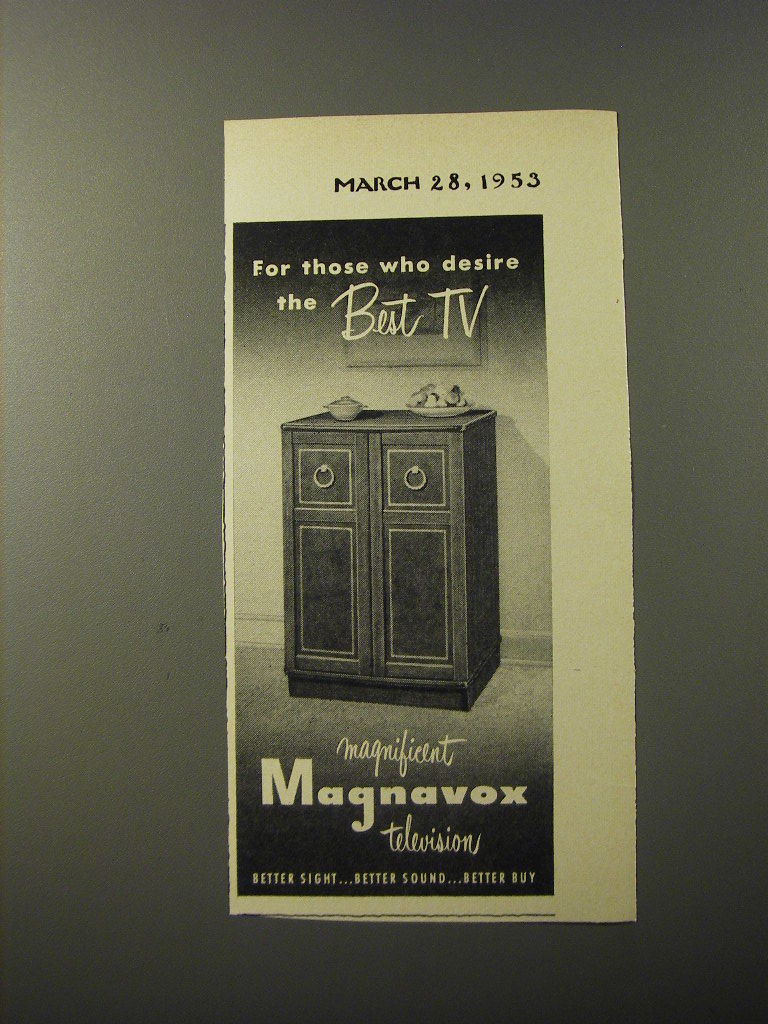 MARCH 28, 1953
For those who desire
the Best TV
magnificent
Magnavox
television
BETTER SIGHT...BETTER SOUND...BETTER BUY